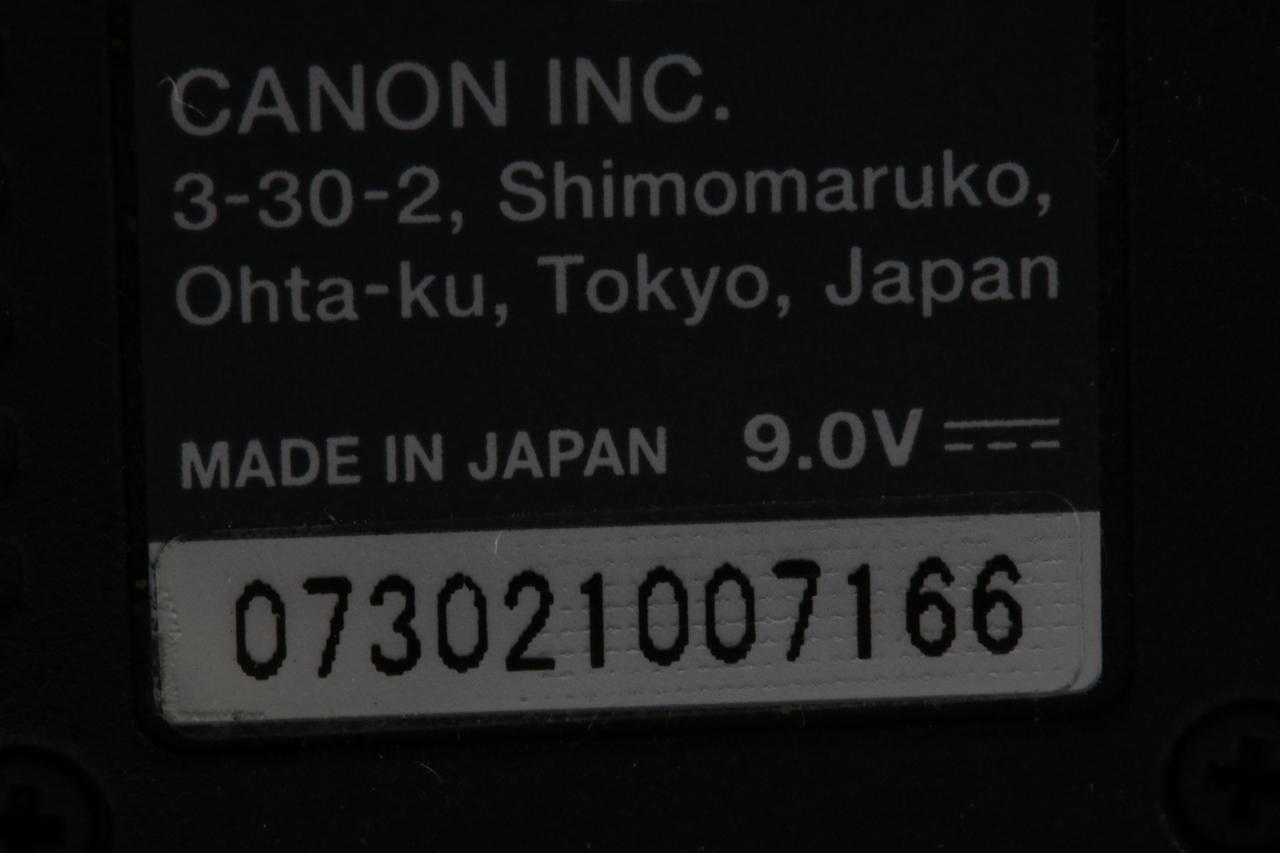 CANON INC.
3-30-2, Shimomaruko,
Ohta-ku, Tokyo, Japan
MADE IN JAPAN 9.0V
073021007166